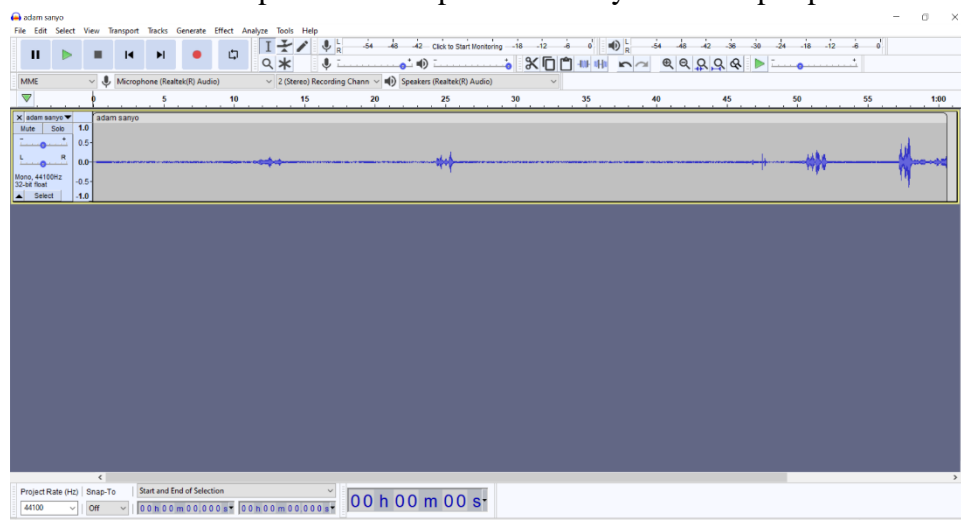 adam sanyo
File Edit Select View Transport Tracks Generate Effect Analyze Tools Help
L R -54 -48 -42 Click to Start Monitoring -18 -12 -6 0 L R -54 -48 -42 -36 -30 -24 -18 -12 -6 0
MME Microphone (Realtek(R) Audio) 2 (Stereo) Recording Chann Speakers (Realtek(R) Audio)
0 5 10 15 20 25 30 35 40 45 50 55 1:00
X adam sanyo adam sanyo
Mute Solo 1.0
- + 0.5
L R 0.0
Mono, 44100Hz
32-bit float -0.5
Select -1.0
Project Rate (Hz) Snap-To Start and End of Selection
44100 Off 00 h 00 m 00.000 s 00 h 00 m 00.000 s 00 h 00 m 00 s